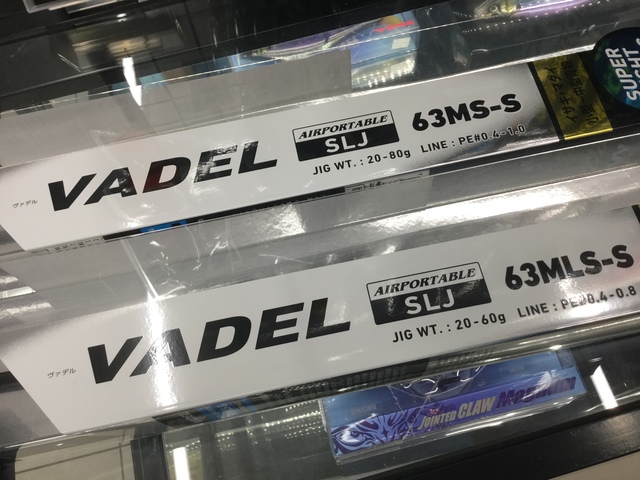 SUPER
ヴァデル
VADEL
AIRPORTABLE
SLJ
63MS-S
JIG WT. : 20-80g LINE : PE#0.4-1.0
ヴァデル
VADEL
AIRPORTABLE
SLJ
63MLS-S
JIG WT. : 20-60g LINE : PE#0.4-0.8
JOINTED CLAW